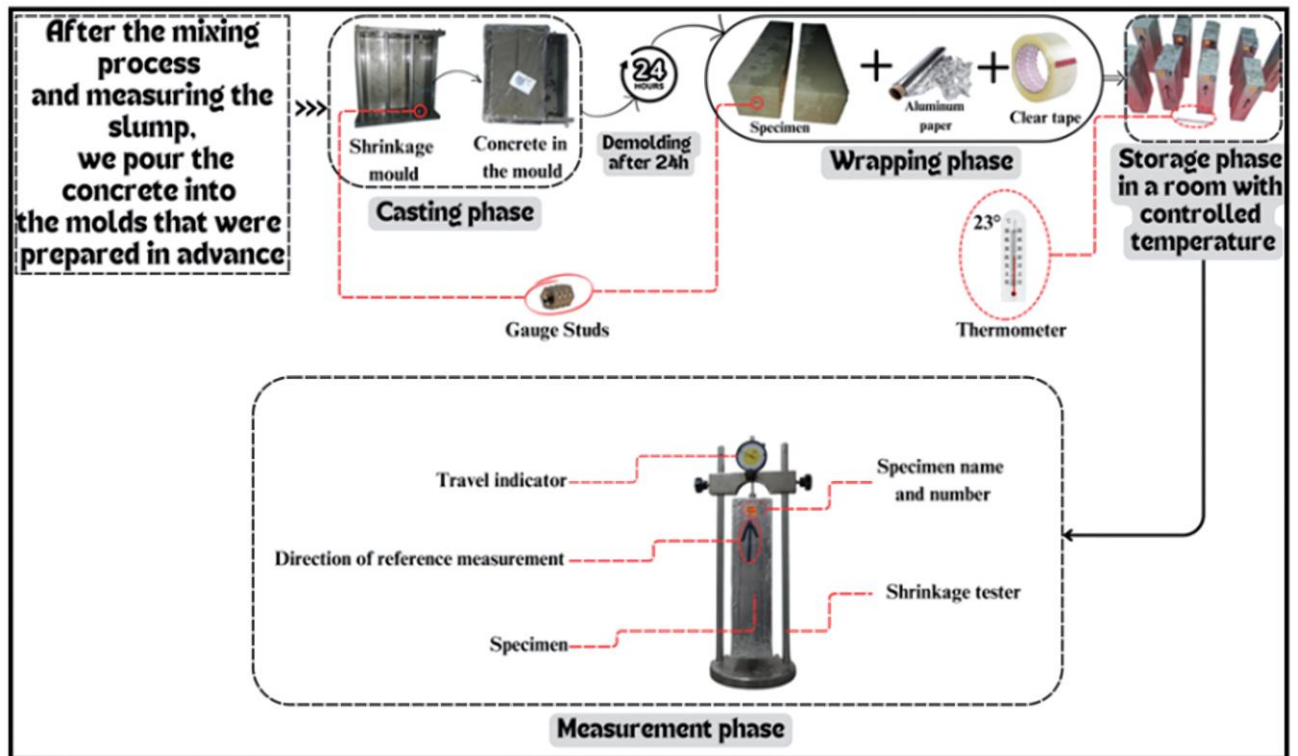 After the mixing
process
and measuring the
slump,
we pour the
concrete into
the molds that were
prepared in advance
Shrinkage
mould
Concrete in
the mould
Casting phase
24
HOURS
Demolding
after 24h
Specimen
Aluminum
paper
Clear tape
Wrapping phase
Storage phase
in a room with
controlled
temperature
Gauge Studs
23°
Thermometer
Travel indicator
Specimen name
and number
Direction of reference measurement
Shrinkage tester
Specimen
Measurement phase